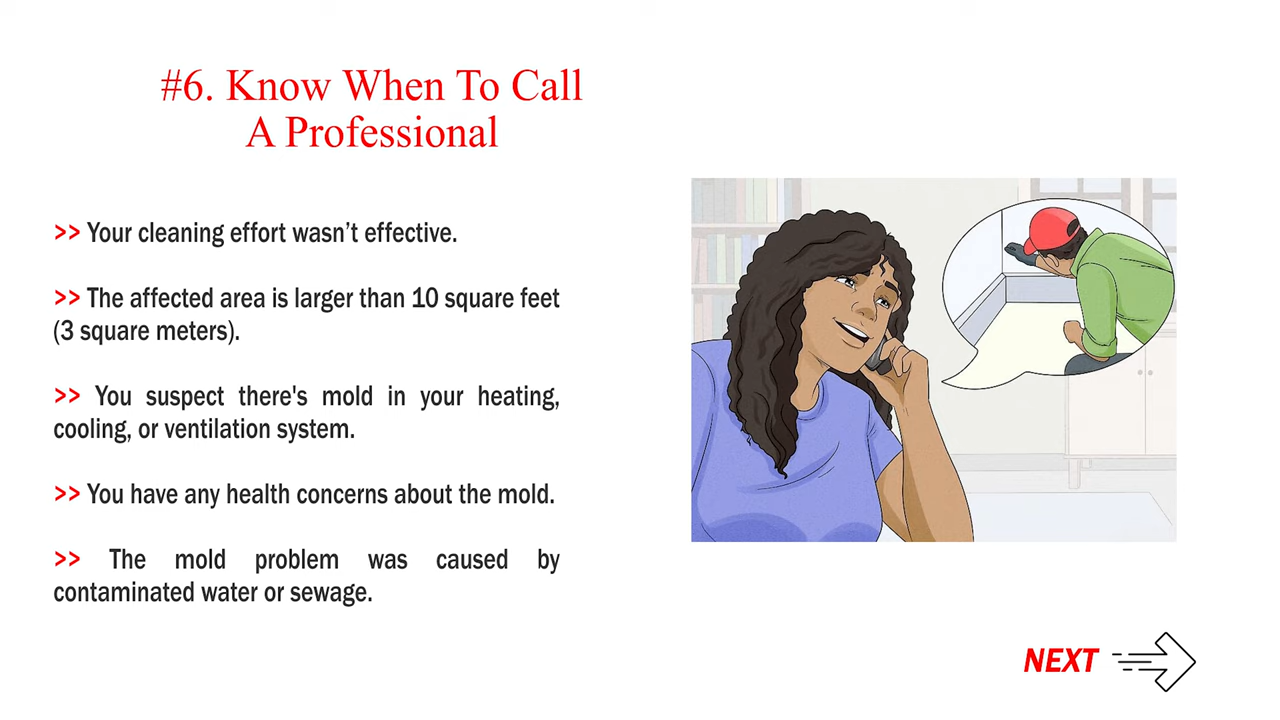 #6. Know When To Call
A Professional
>> Your cleaning effort wasn’t effective.
>> The affected area is larger than 10 square feet
(3 square meters).
>> You suspect there's mold in your heating,
cooling, or ventilation system.
>> You have any health concerns about the mold.
>> The mold problem was caused by
contaminated water or sewage.
NEXT